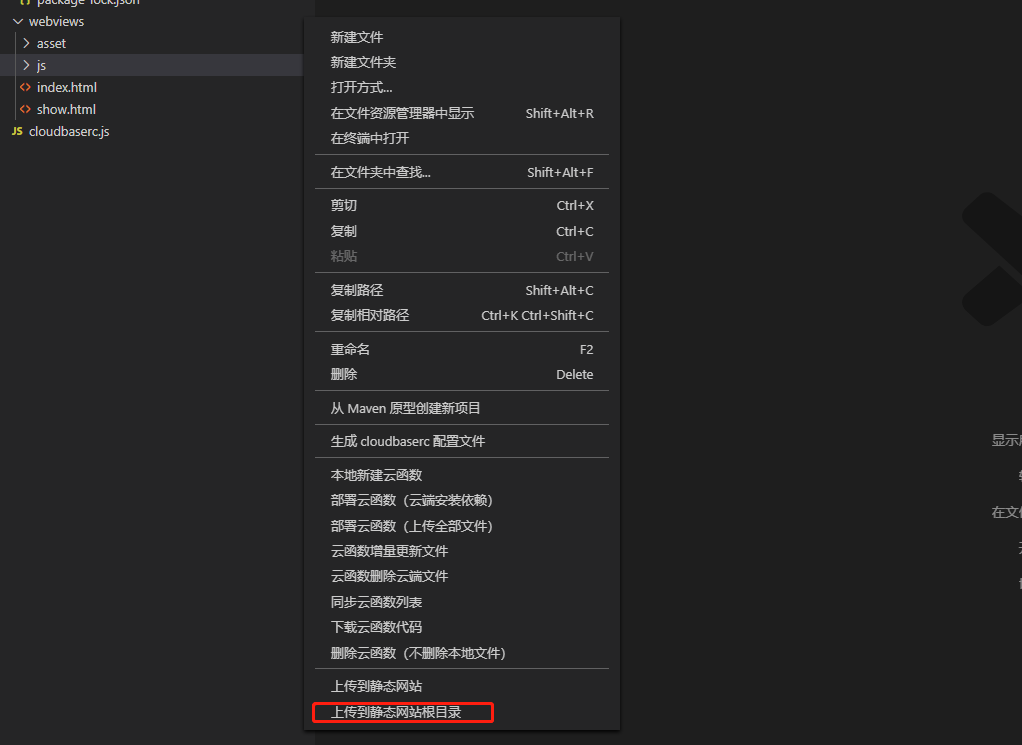 package-lock.json
webviews
asset
js
index.html
show.html
JS cloudbaserc.js
新建文件
新建文件夹
打开方式...
在文件资源管理器中显示 Shift+Alt+R
在终端中打开
在文件夹中查找... Shift+Alt+F
剪切 Ctrl+X
复制 Ctrl+C
粘贴 Ctrl+V
复制路径 Shift+Alt+C
复制相对路径 Ctrl+K Ctrl+Shift+C
重命名 F2
删除 Delete
从 Maven 原型创建新项目
生成 cloudbaserc 配置文件
本地新建云函数
部署云函数（云端安装依赖）
部署云函数（上传全部文件）
云函数增量更新文件
云函数删除云端文件
同步云函数列表
下载云函数代码
删除云函数（不删除本地文件）
上传到静态网站
上传到静态网站根目录
显示
在文